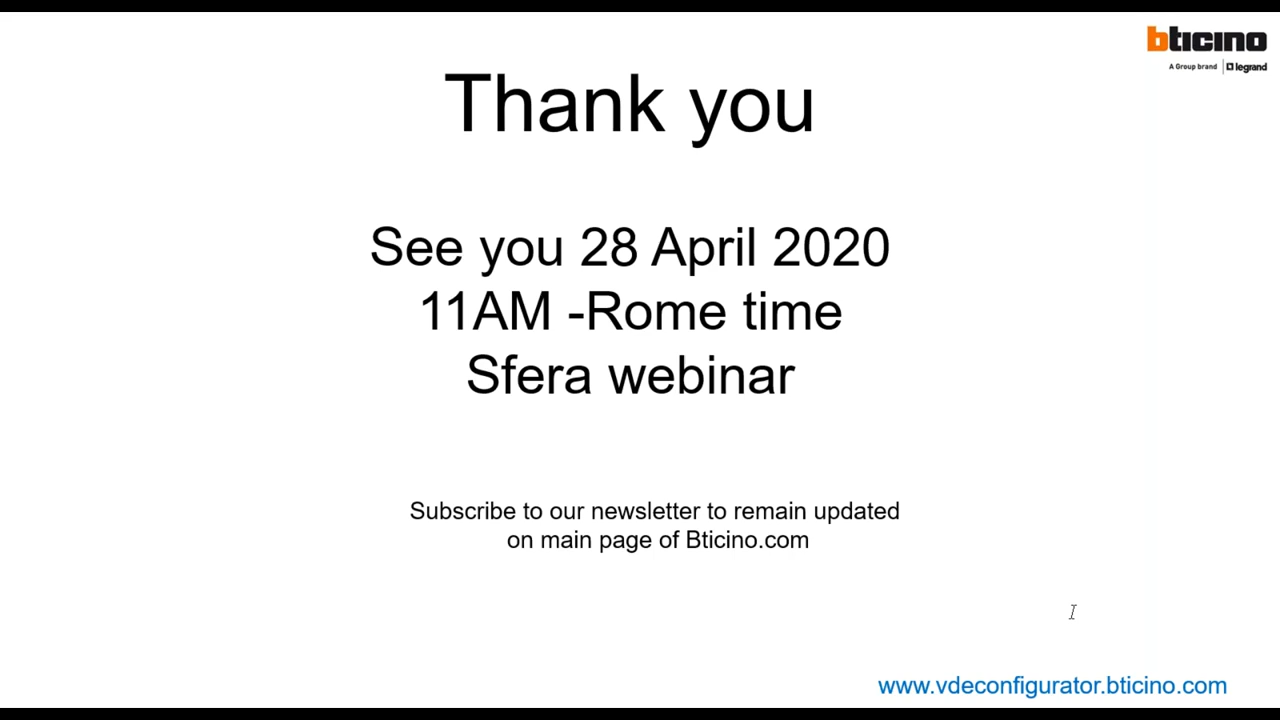 bticino
A Group brand | legrand
Thank you
See you 28 April 2020
11AM -Rome time
Sfera webinar
Subscribe to our newsletter to remain updated
on main page of Bticino.com
www.vdeconfigurator.bticino.com